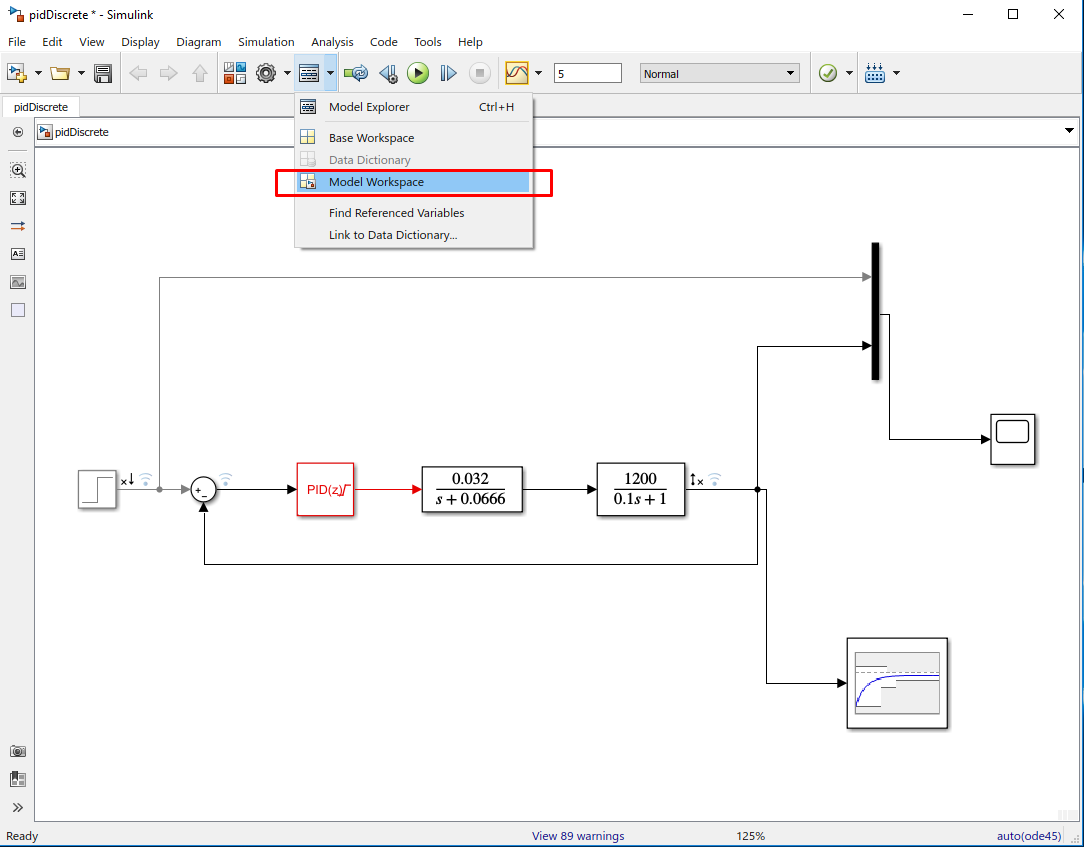 pidDiscrete * - Simulink
File Edit View Display Diagram Simulation Analysis Code Tools Help
5 Normal
pidDiscrete
pidDiscrete
Model Explorer Ctrl+H
Base Workspace
Data Dictionary
Model Workspace
Find Referenced Variables
Link to Data Dictionary...
PID(z)
0.032
s + 0.0666
1200
0.1s + 1
Ready View 89 warnings 125% auto(ode45)